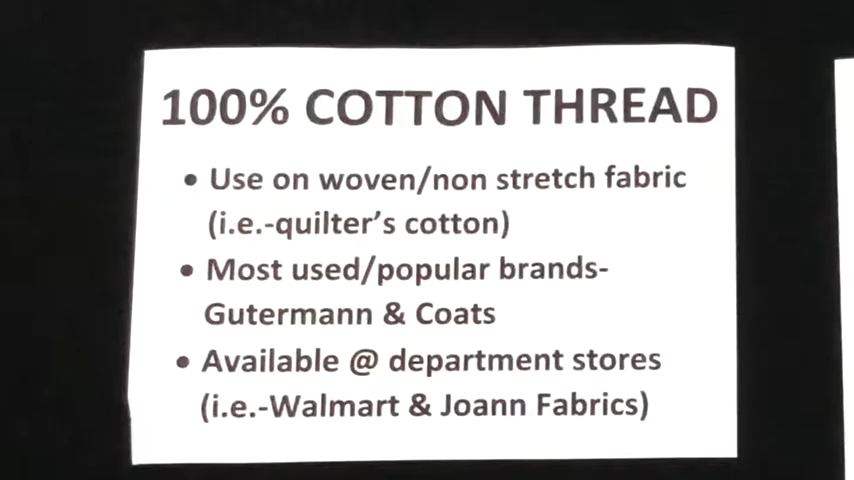 100% COTTON THREAD
• Use on woven/non stretch fabric
(i.e.-quilter's cotton)
• Most used/popular brands-
Gutermann & Coats
• Available @ department stores
(i.e.-Walmart & Joann Fabrics)